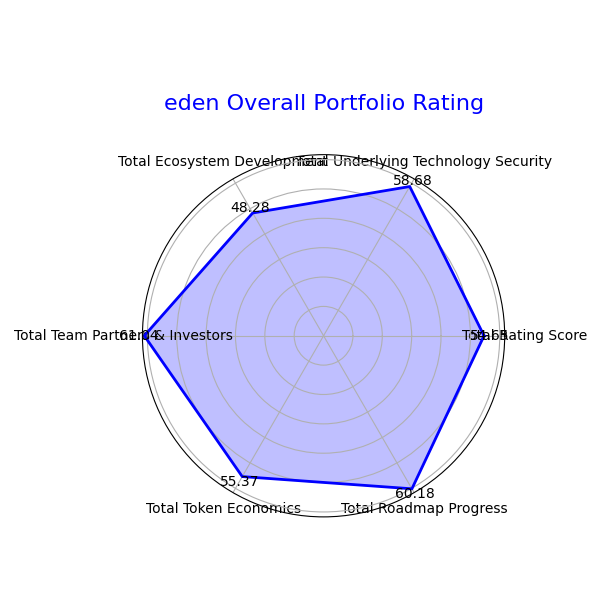 eden Overall Portfolio Rating
Total Ecosystem Development
Total Underlying Technology Security
58.68
48.28
Total Team Partners & Investors
Total Rating Score
55.37
60.18
Total Token Economics
Total Roadmap Progress